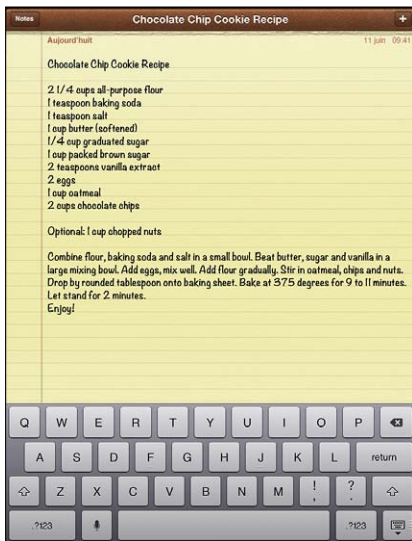 Notes
Chocolate Chip Cookie Recipe
+
Aujourd'huit
11 juin 09:41
Chocolate Chip Cookie Recipe
2 1/4 cups all-purpose flour
1 teaspoon baking soda
1 teaspoon salt
1 cup butter (softened)
1/4 cup graduated sugar
1 cup packed brown sugar
2 teaspoons vanilla extract
2 eggs
1 cup oatmeal
2 cups chocolate chips
Optional: 1 cup chopped nuts
Combine flour, baking soda and salt in a small bowl. Beat butter, sugar and vanilla in a
large mixing bowl. Add eggs, mix well. Add flour gradually. Stir in oatmeal, chips and nuts.
Drop by rounded tablespoon onto baking sheet. Bake at 375 degrees for 9 to 11 minutes.
Let stand for 2 minutes.
Enjoy!
Q W E R T Y U I O P
A S D F G H J K L return
Z X C V B N M ! , ? .
.?123 .?123